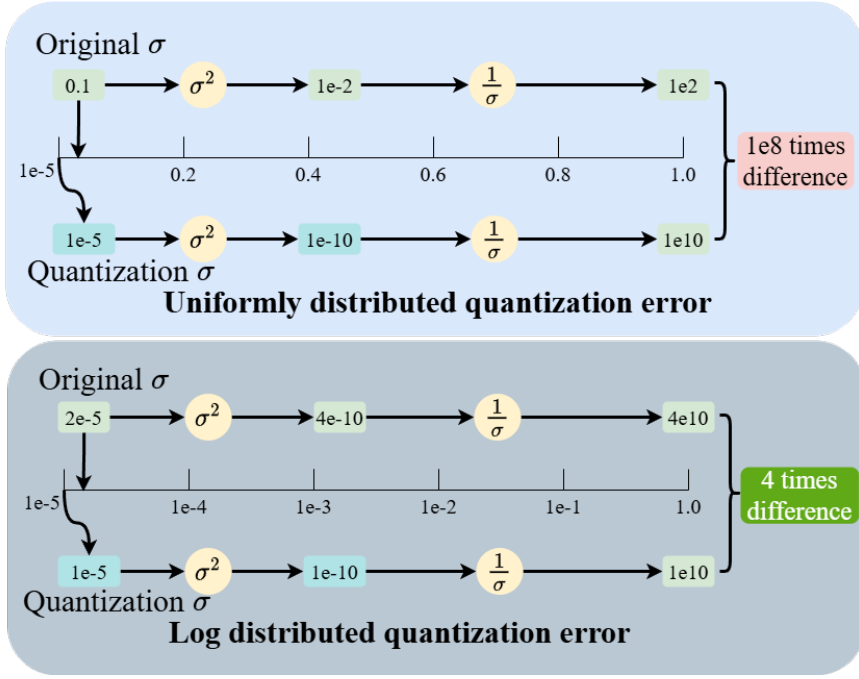 Original σ
0.1
σ²
1e-2
1/σ
1e2
1e-5
0.2
0.4
0.6
0.8
1.0
1e8 times
difference
1e-5
σ²
1e-10
1/σ
1e10
Quantization σ
Uniformly distributed quantization error
Original σ
2e-5
σ²
4e-10
1/σ
4e10
1e-5
1e-4
1e-3
1e-2
1e-1
1.0
4 times
difference
1e-5
σ²
1e-10
1/σ
1e10
Quantization σ
Log distributed quantization error